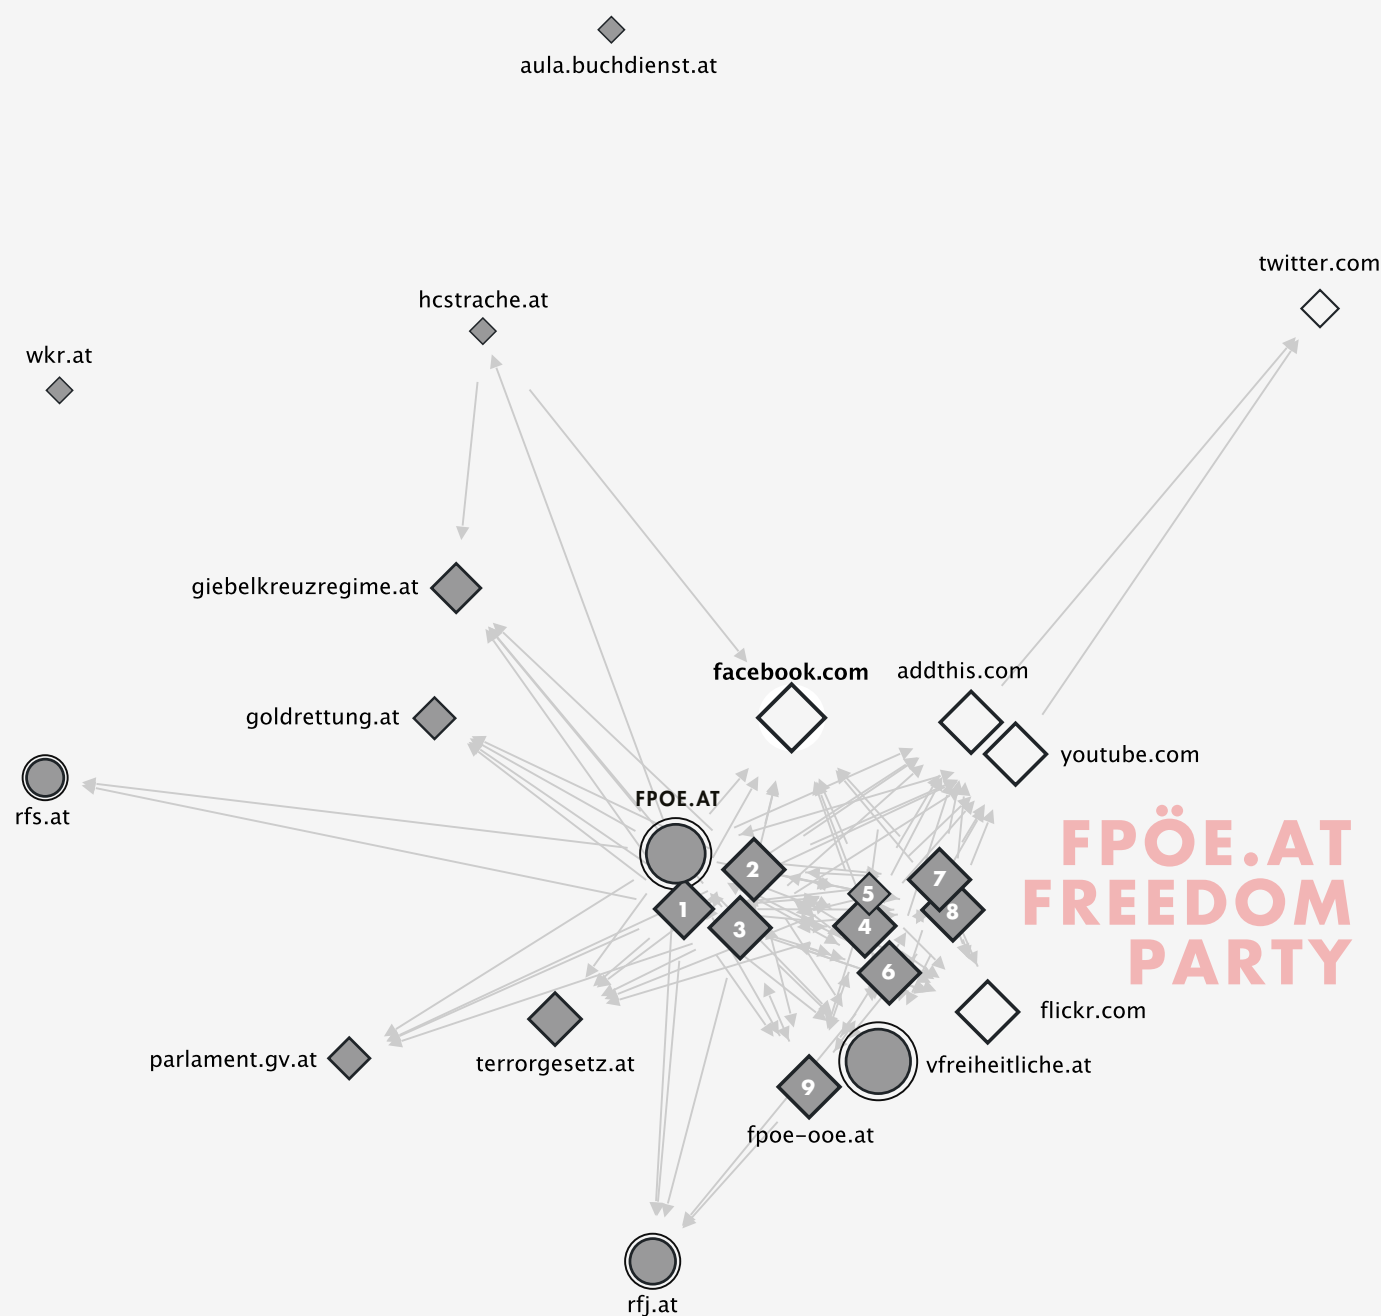 aula.buchdienst.at
twitter.com
hcstrache.at
wkr.at
giebelkreuzregime.at
facebook.com
addthis.com
goldrettung.at
youtube.com
rfs.at
FPOE.AT
FPÖE.AT
FREEDOM
PARTY
2
7
5
1
8
3
4
6
flickr.com
parlament.gv.at
terrorgesetz.at
vfreiheitliche.at
9
fpoe-ooe.at
rfj.at